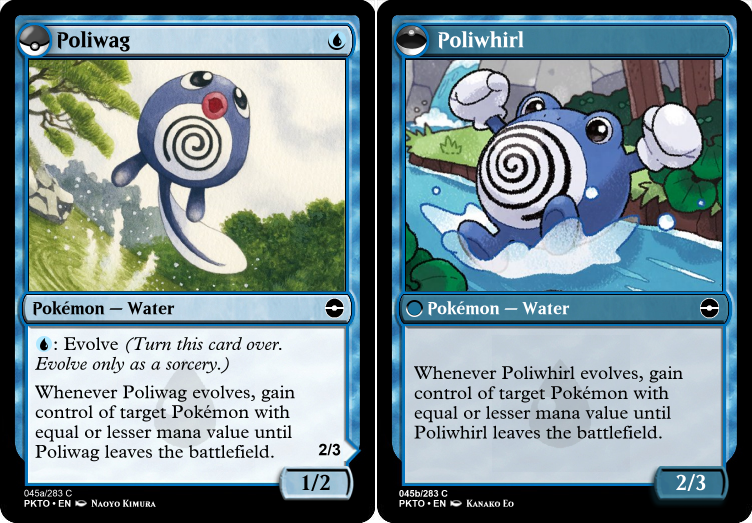 Poliwag
Pokémon — Water
: Evolve (Turn this card over.
Evolve only as a sorcery.)
Whenever Poliwag evolves, gain
control of target Pokémon with
equal or lesser mana value until
Poliwag leaves the battlefield.
2/3
1/2
045a/283 C
PKTO • EN Naoyo Kimura
Poliwhirl
Pokémon — Water
Whenever Poliwhirl evolves, gain
control of target Pokémon with
equal or lesser mana value until
Poliwhirl leaves the battlefield.
2/3
045b/283 C
PKTO • EN Kanako Eo